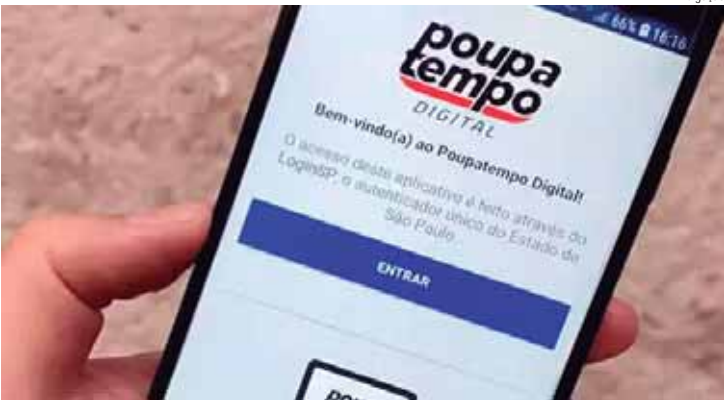 66% 16:16
poupa
tempo
DIGITAL
Bem-vindo(a) ao Poupatempo Digital!
O acesso deste aplicativo é feito através do
LoginSP, o autenticador único do Estado de
São Paulo.
ENTRAR
poupa